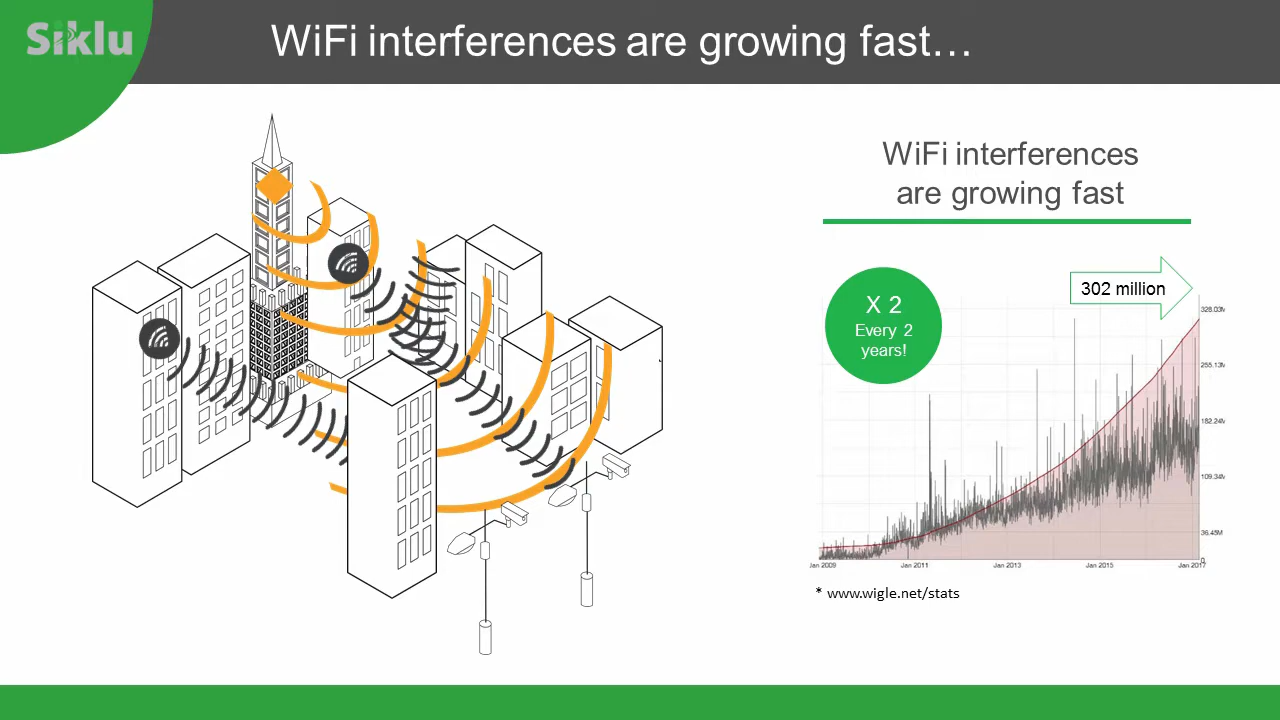 Siklu
WiFi interferences are growing fast…
WiFi interferences
are growing fast
302 million
X 2
Every 2
years!
328.03M
255.13M
182.24M
109.34M
36.45M
0
Jan 2009
Jan 2011
Jan 2013
Jan 2015
Jan 2017
* www.wigle.net/stats